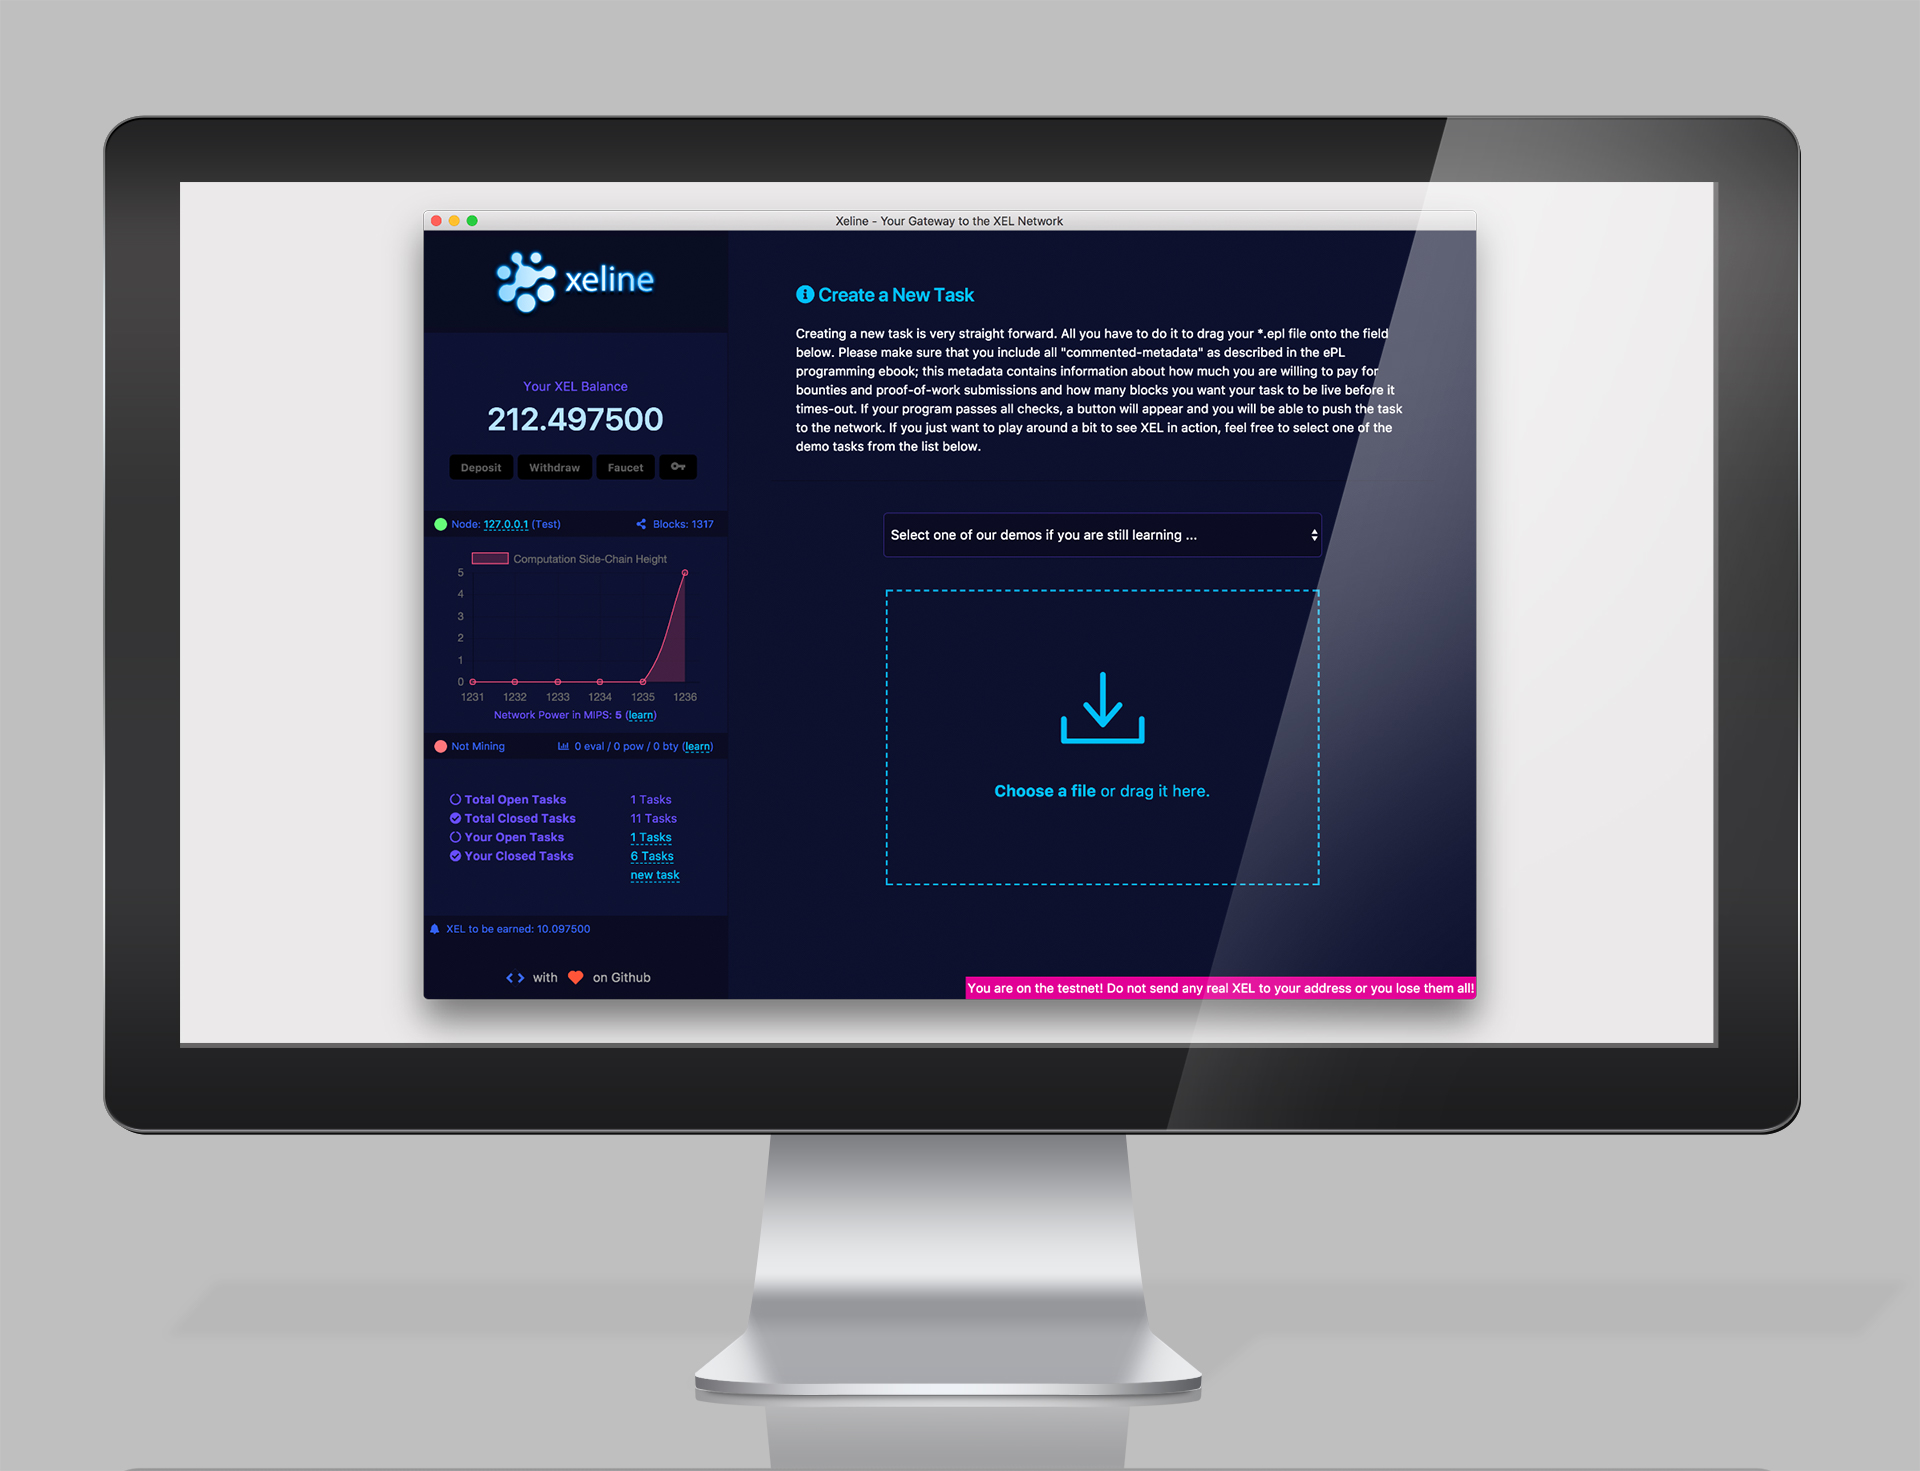 Xeline - Your Gateway to the XEL Network
xeline
Your XEL Balance
212.497500
Deposit Withdraw Faucet
Node: 127.0.0.1 (Test) Blocks: 1317
Computation Side-Chain Height
5
4
3
2
1
0
1231 1232 1233 1234 1235 1236
Network Power in MIPS: 5 (learn)
Not Mining 0 eval / 0 pow / 0 bty (learn)
Total Open Tasks 1 Tasks
Total Closed Tasks 11 Tasks
Your Open Tasks 1 Tasks
Your Closed Tasks 6 Tasks
new task
XEL to be earned: 10.097500
<> with on Github
Create a New Task
Creating a new task is very straight forward. All you have to do it to drag your *.epl file onto the field
below. Please make sure that you include all "commented-metadata" as described in the ePL
programming ebook; this metadata contains information about how much you are willing to pay for
bounties and proof-of-work submissions and how many blocks you want your task to be live before it
times-out. If your program passes all checks, a button will appear and you will be able to push the task
to the network. If you just want to play around a bit to see XEL in action, feel free to select one of the
demo tasks from the list below.
Select one of our demos if you are still learning ...
Choose a file or drag it here.
You are on the testnet! Do not send any real XEL to your address or you lose them all!